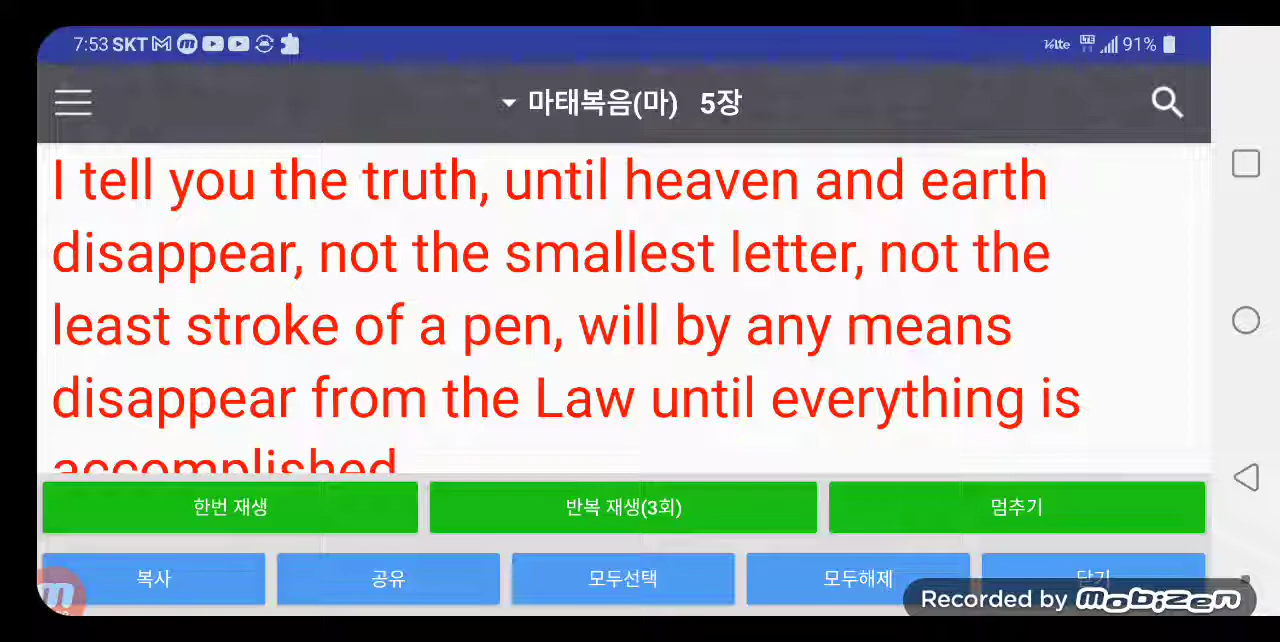 7:53 SKT 91%
마태복음(마) 5장
I tell you the truth, until heaven and earth
disappear, not the smallest letter, not the
least stroke of a pen, will by any means
disappear from the Law until everything is
accomplished
한번 재생 반복 재생(3회) 멈추기
복사 공유 모두선택 모두해제 닫기
Recorded by mobizen